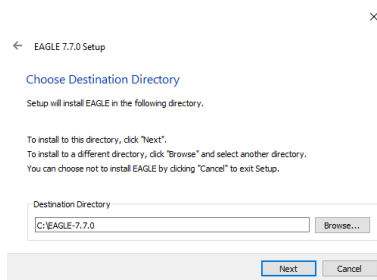 EAGLE 7.7.0 Setup
Choose Destination Directory
Setup will install EAGLE in the following directory.
To install to this directory, click "Next".
To install to a different directory, click "Browse" and select another directory.
You can choose not to install EAGLE by clicking "Cancel" to exit Setup.
Destination Directory
C:\EAGLE-7.7.0
Browse...
Next
Cancel